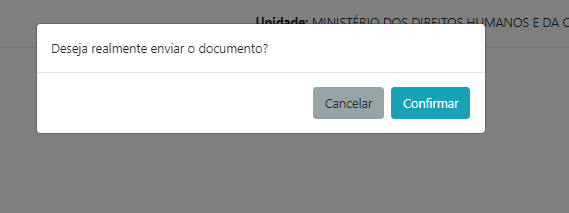 Unidade: MINISTÉRIO DOS DIREITOS HUMANOS E DA
Deseja realmente enviar o documento?
Cancelar
Confirmar